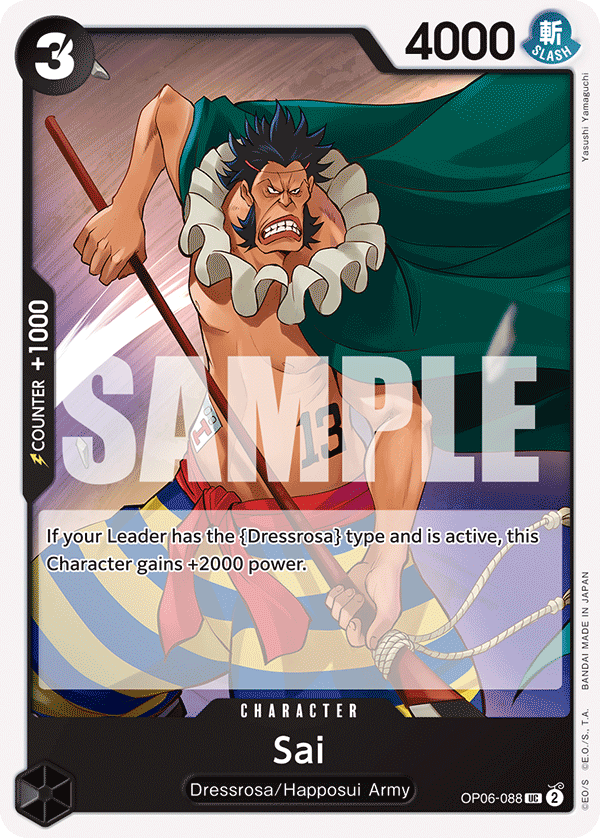 3
4000
斬
SLASH
Yasushi Yamaguchi
COUNTER +1000
SAMPLE
13
If your Leader has the {Dressrosa} type and is active, this
Character gains +2000 power.
CHARACTER
Sai
Dressrosa/Happosui Army
OP06-088 UC 2
©E.O/S ©E.O./S., T.A. BANDAI MADE IN JAPAN